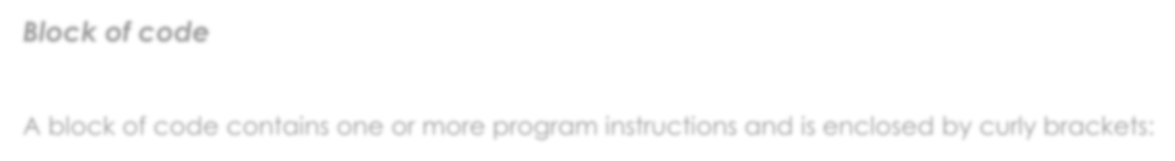 Block of code
A block of code contains one or more program instructions and is enclosed by curly brackets: